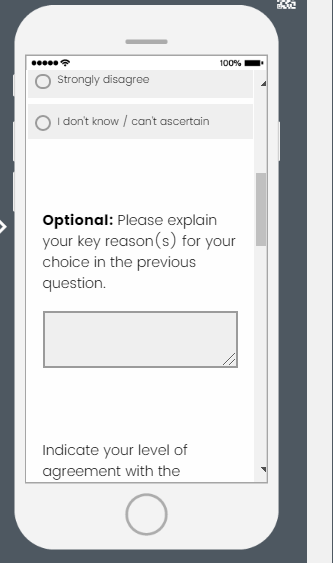 100%
Strongly disagree
I don't know / can't ascertain
Optional: Please explain
your key reason(s) for your
choice in the previous
question.
Indicate your level of
agreement with the